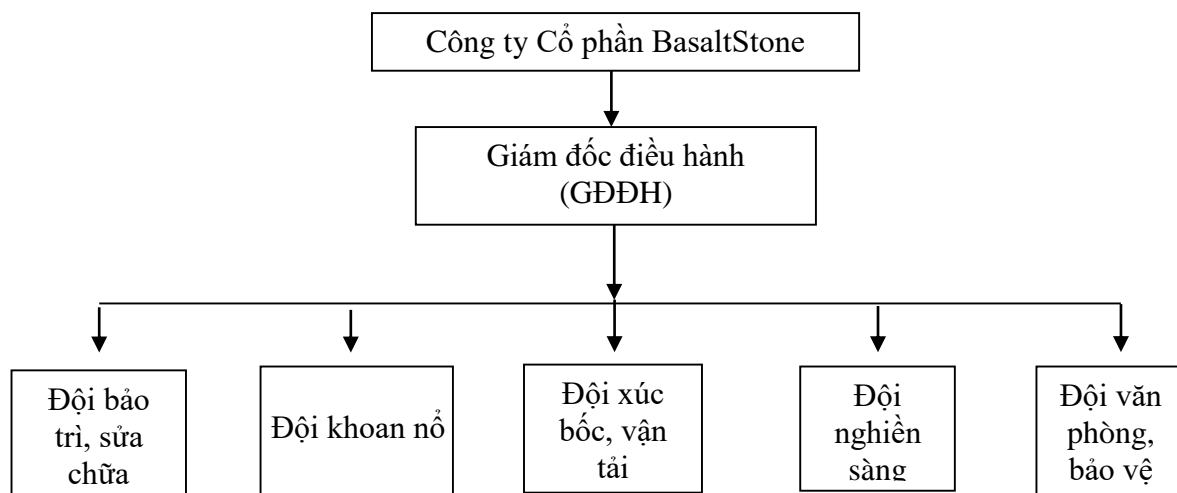 Công ty Cổ phần BasaltStone
Giám đốc điều hành
(GĐĐH)
Đội bảo
trì, sửa
chữa
Đội khoan nổ
Đội xúc
bốc, vận
tải
Đội
nghiền
sàng
Đội văn
phòng,
bảo vệ